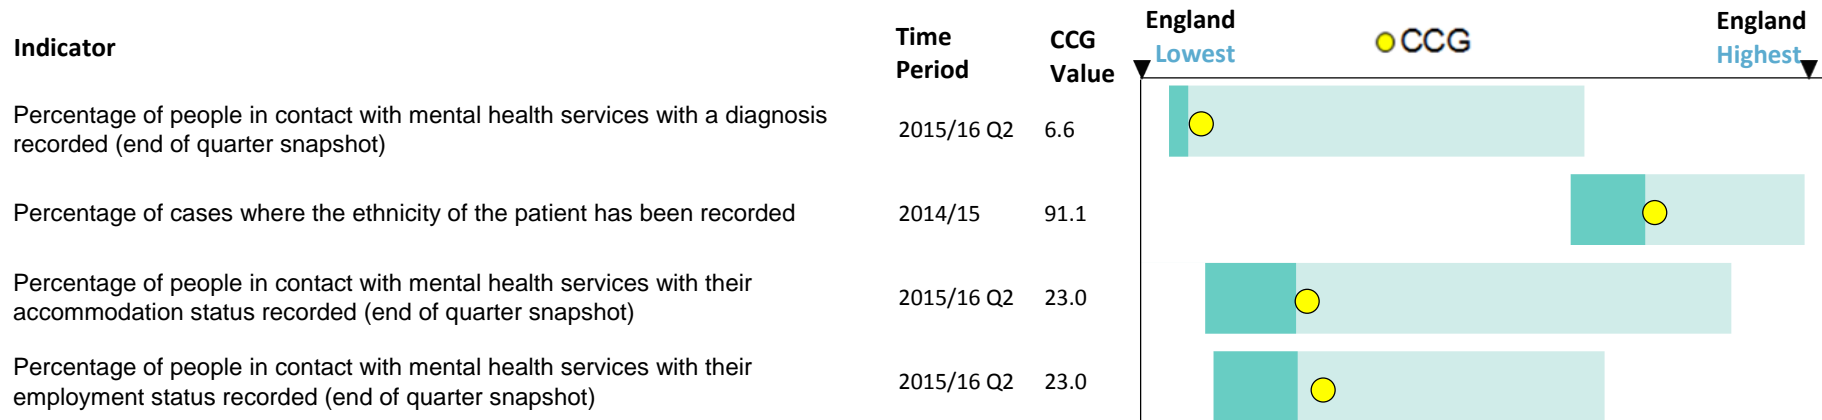 Indicator
Time Period
CCG Value
England Lowest
CCG
England Highest
Percentage of people in contact with mental health services with a diagnosis
recorded (end of quarter snapshot)
2015/16 Q2
6.6
Percentage of cases where the ethnicity of the patient has been recorded
2014/15
91.1
Percentage of people in contact with mental health services with their
accommodation status recorded (end of quarter snapshot)
2015/16 Q2
23.0
Percentage of people in contact with mental health services with their
employment status recorded (end of quarter snapshot)
2015/16 Q2
23.0